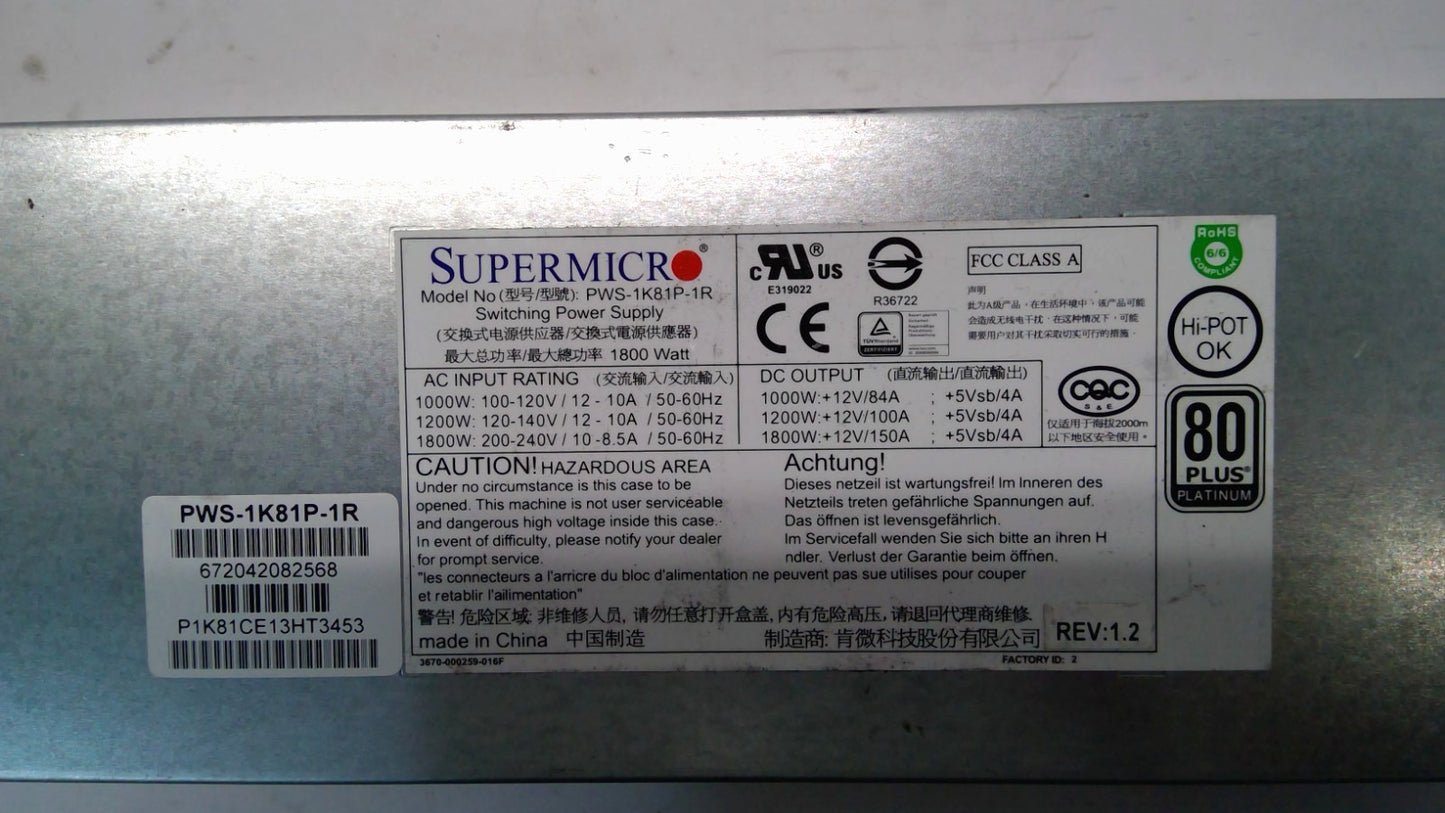 SUPERMICRO®
Model No (型号/型號): PWS-1K81P-1R
Switching Power Supply
(交换式电源供应器/交換式電源供應器)
最大总功率/最大總功率 1800 Watt
c RU ® US
E319022
R36722
CE
TÜVRheinland
ZERTIFIZIERT
FCC CLASS A
声明
此为A级产品，在生活环境中，该产品可能
会造成无线电干扰，在这种情况下，可能
需要用户对其干扰采取切实可行的措施。
RoHS
6/6
COMPLIANT
Hi-POT
OK
AC INPUT RATING (交流输入/交流輸入)
1000W: 100-120V / 12 - 10A / 50-60Hz
1200W: 120-140V / 12 - 10A / 50-60Hz
1800W: 200-240V / 10 -8.5A / 50-60Hz
DC OUTPUT (直流输出/直流輸出)
1000W:+12V/84A ; +5Vsb/4A
1200W:+12V/100A ; +5Vsb/4A
1800W:+12V/150A ; +5Vsb/4A
CQC
S & E
仅适用于海拔2000m
以下地区安全使用。
80
PLUS®
PLATINUM
CAUTION! HAZARDOUS AREA
Under no circumstance is this case to be
opened. This machine is not user serviceable
and dangerous high voltage inside this case.
In event of difficulty, please notify your dealer
for prompt service.
Achtung!
Dieses netzeil ist wartungsfrei! Im Inneren des
Netzteils treten gefährliche Spannungen auf.
Das öffnen ist levensgefährlich.
Im Servicefall wenden Sie sich bitte an ihren H
ndler. Verlust der Garantie beim öffnen.
"les connecteurs a l'arricre du bloc d'alimentation ne peuvent pas sue utilises pour couper
et retablir l'ailimentation"
警告! 危险区域: 非维修人员, 请勿任意打开盒盖, 内有危险高压, 请退回代理商维修.
made in China 中国制造
制造商: 肯微科技股份有限公司
REV:1.2
3670-000259-016F
FACTORY ID: 2
PWS-1K81P-1R
672042082568
P1K81CE13HT3453